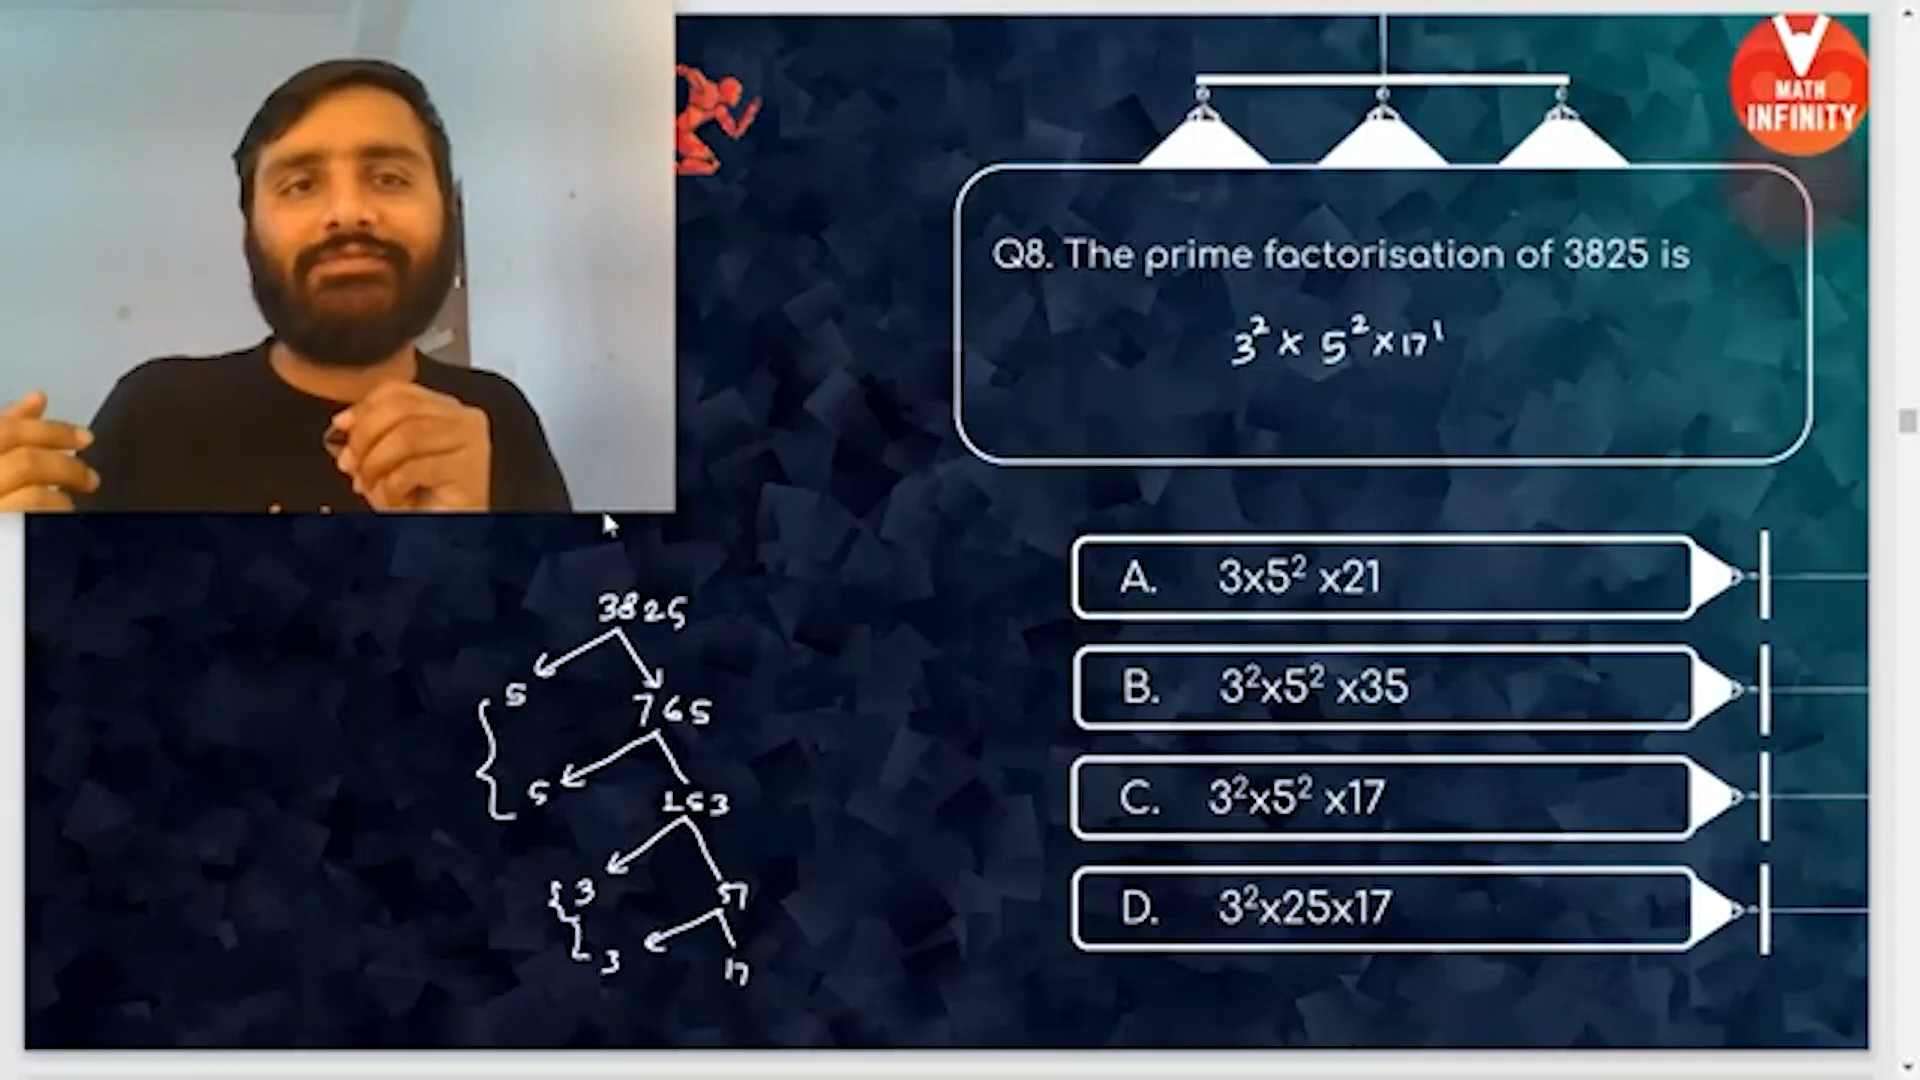 MATH
INFINITY
Q8. The prime factorisation of 3825 is
3² x 5² x 17¹
A. 3x5² x21
B. 3²x5² x35
C. 3²x5² x17
D. 3²x25x17
3825
5
765
5
153
3
57
3
17